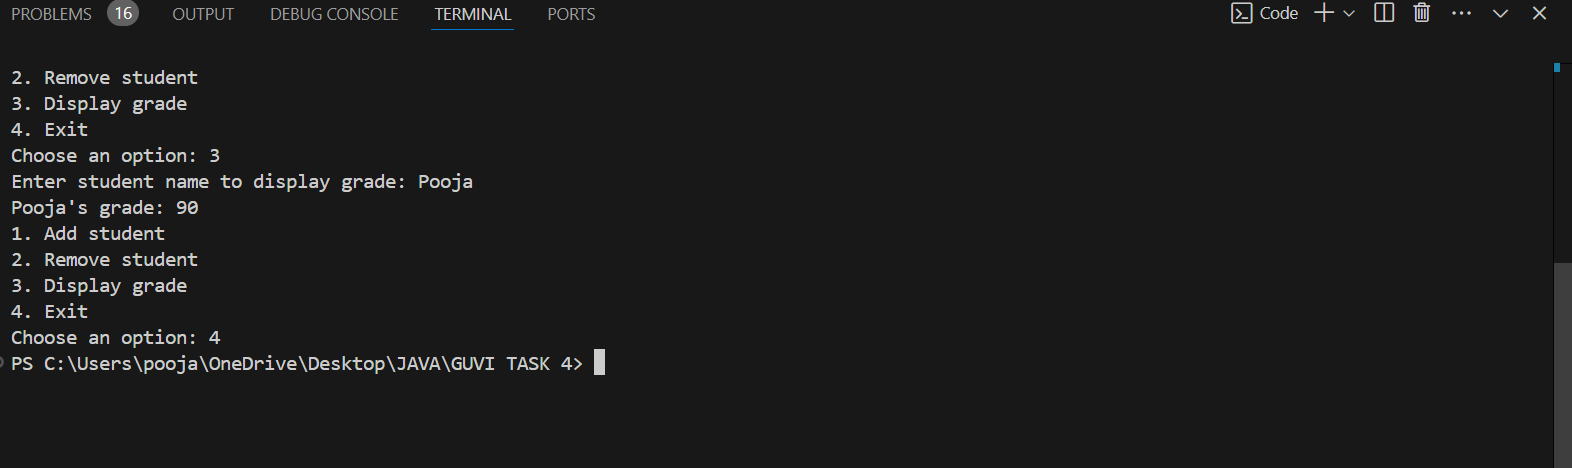 PROBLEMS 16 OUTPUT DEBUG CONSOLE TERMINAL PORTS Code
2. Remove student
3. Display grade
4. Exit
Choose an option: 3
Enter student name to display grade: Pooja
Pooja's grade: 90
1. Add student
2. Remove student
3. Display grade
4. Exit
Choose an option: 4
PS C:\Users\pooja\OneDrive\Desktop\JAVA\GUVI TASK 4>